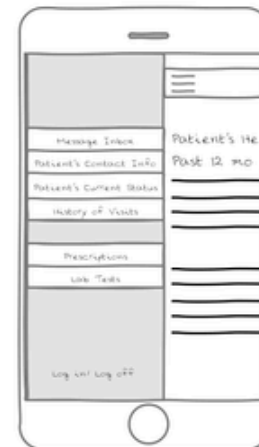 Message Inbox
Patient's Contact Info
Patient's Current Status
History of Visits
Prescriptions
Lab Tests
Log in/ Log off
Patient's He
Past 12 mo